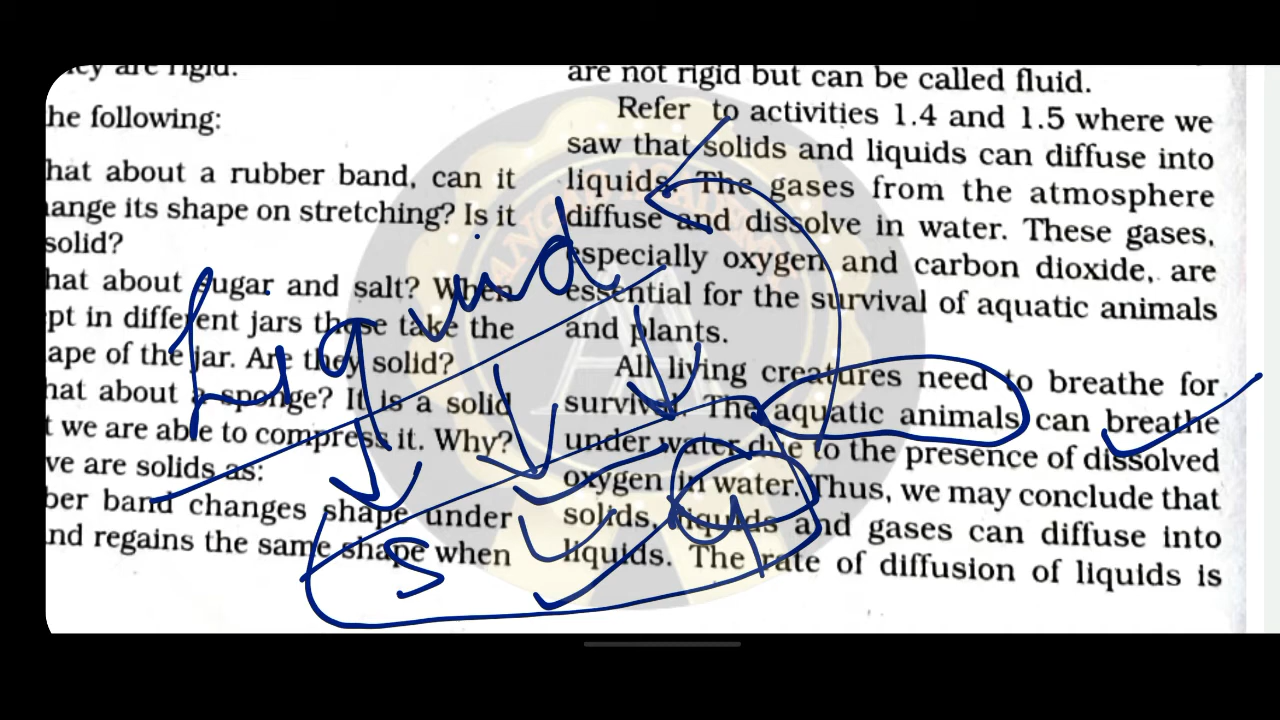 they are rigid.
he following:
hat about a rubber band, can it
ange its shape on stretching? Is it
solid?
hat about sugar and salt? When
pt in different jars these take the
ape of the jar. Are they solid?
hat about a sponge? It is a solid
t we are able to compress it. Why?
ve are solids as:
ber band changes shape under
nd regains the same shape when
are not rigid but can be called fluid.
Refer to activities 1.4 and 1.5 where we
saw that solids and liquids can diffuse into
liquids. The gases from the atmosphere
diffuse and dissolve in water. These gases,
especially oxygen and carbon dioxide, are
essential for the survival of aquatic animals
and plants.
All living creatures need to breathe for
survival. The aquatic animals can breathe
under water due to the presence of dissolved
oxygen in water. Thus, we may conclude that
solids, liquids and gases can diffuse into
liquids. The rate of diffusion of liquids is
Liquid
S